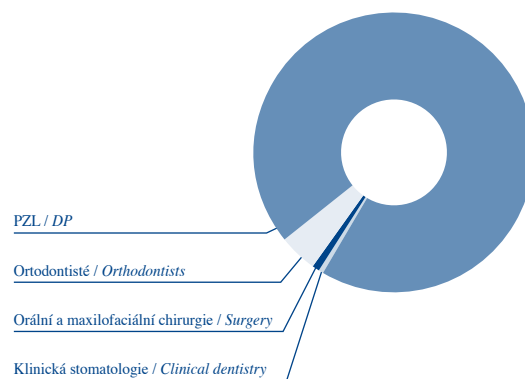 PZL / DP
Ortodontisté / Orthodontists
Orální a maxilofaciální chirurgie / Surgery
Klinická stomatologie / Clinical dentistry